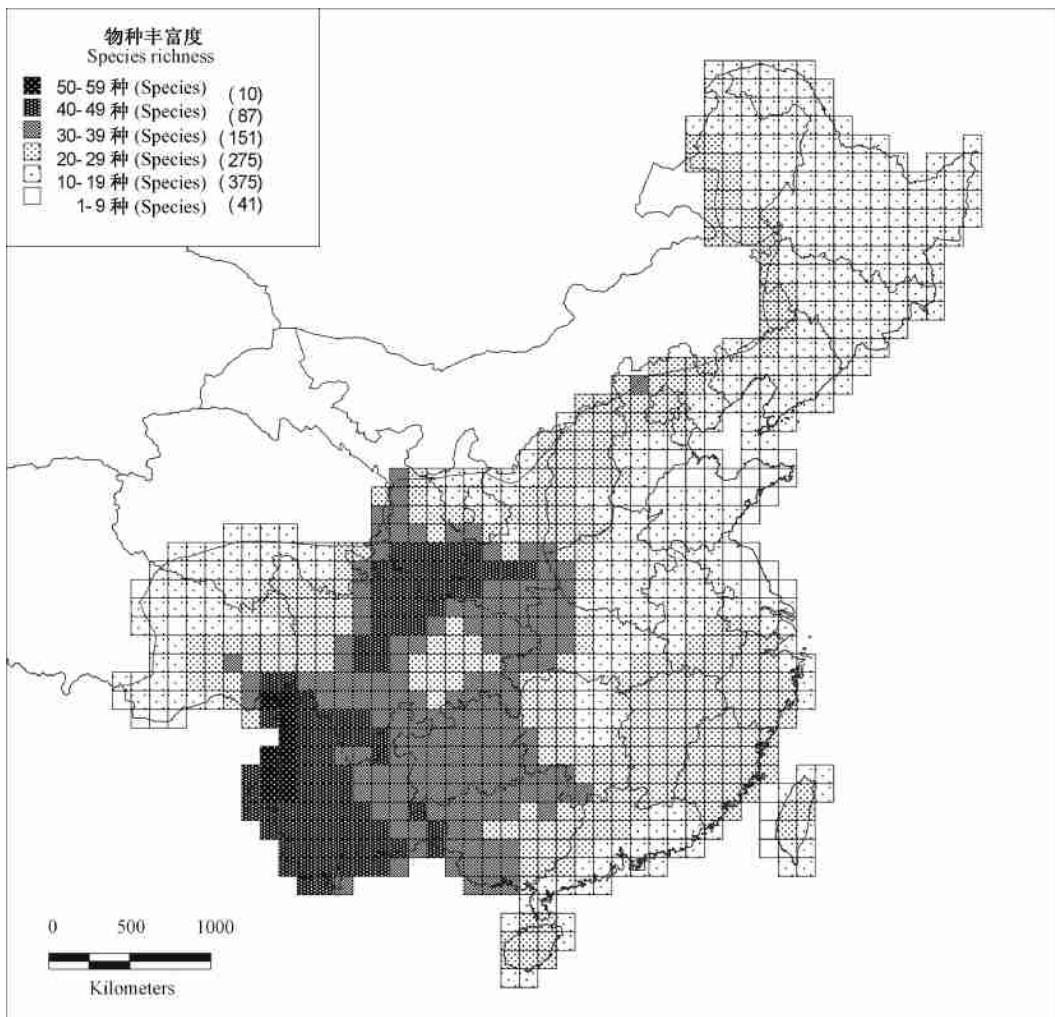 物种丰富度
Species richness
50-59 种 (Species) (10)
40-49 种 (Species) (87)
30-39 种 (Species) (151)
20-29 种 (Species) (275)
10-19 种 (Species) (375)
1-9 种 (Species) (41)
0 500 1000
Kilometers